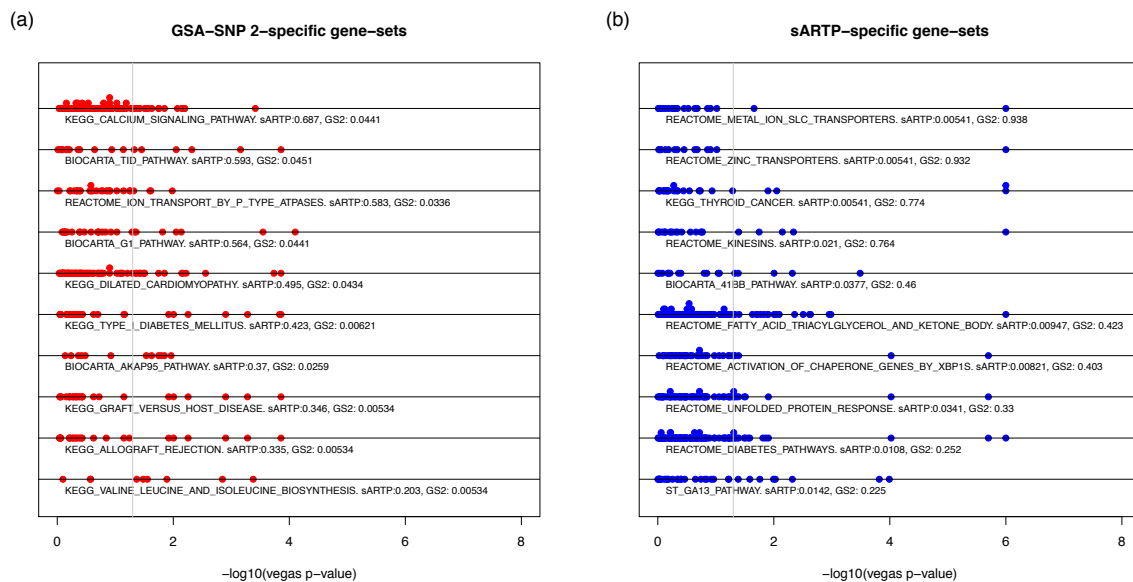 (a)
GSA−SNP 2−specific gene−sets
KEGG_CALCIUM_SIGNALING_PATHWAY. sARTP:0.687, GS2: 0.0441
BIOCARTA_TID_PATHWAY. sARTP:0.593, GS2: 0.0451
REACTOME_ION_TRANSPORT_BY_P_TYPE_ATPASES. sARTP:0.583, GS2: 0.0336
BIOCARTA_G1_PATHWAY. sARTP:0.564, GS2: 0.0441
KEGG_DILATED_CARDIOMYOPATHY. sARTP:0.495, GS2: 0.0434
KEGG_TYPE_I_DIABETES_MELLITUS. sARTP:0.423, GS2: 0.00621
BIOCARTA_AKAP95_PATHWAY. sARTP:0.37, GS2: 0.0259
KEGG_GRAFT_VERSUS_HOST_DISEASE. sARTP:0.346, GS2: 0.00534
KEGG_ALLOGRAFT_REJECTION. sARTP:0.335, GS2: 0.00534
KEGG_VALINE_LEUCINE_AND_ISOLEUCINE_BIOSYNTHESIS. sARTP:0.203, GS2: 0.00534
0 2 4 6 8
−log10(vegas p−value)
(b)
sARTP−specific gene−sets
REACTOME_METAL_ION_SLC_TRANSPORTERS. sARTP:0.00541, GS2: 0.938
REACTOME_ZINC_TRANSPORTERS. sARTP:0.00541, GS2: 0.932
KEGG_THYROID_CANCER. sARTP:0.00541, GS2: 0.774
REACTOME_KINESINS. sARTP:0.021, GS2: 0.764
BIOCARTA_41BB_PATHWAY. sARTP:0.0377, GS2: 0.46
REACTOME_FATTY_ACID_TRIACYLGLYCEROL_AND_KETONE_BODY. sARTP:0.00947, GS2: 0.423
REACTOME_ACTIVATION_OF_CHAPERONE_GENES_BY_XBP1S. sARTP:0.00821, GS2: 0.403
REACTOME_UNFOLDED_PROTEIN_RESPONSE. sARTP:0.0341, GS2: 0.33
REACTOME_DIABETES_PATHWAYS. sARTP:0.0108, GS2: 0.252
ST_GA13_PATHWAY. sARTP:0.0142, GS2: 0.225
0 2 4 6 8
−log10(vegas p−value)